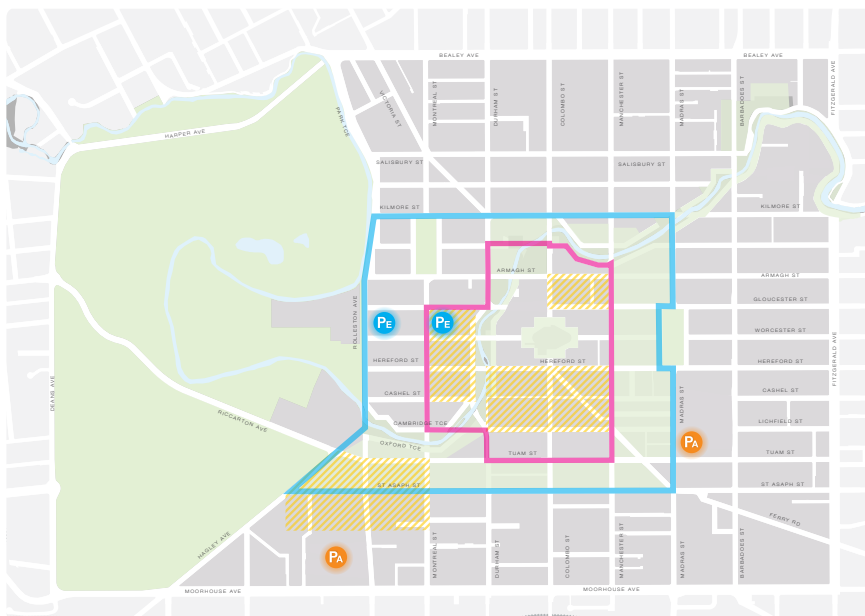 BEALEY AVE
BEALEY AVE
FITZGERALD AVE
VICTORIA ST
MONTREAL ST
DURHAM ST
COLOMBO ST
MANCHESTER ST
MADRAS ST
BARBADOES ST
PARK TCE
HARPER AVE
SALISBURY ST
SALISBURY ST
KILMORE ST
KILMORE ST
ARMAGH ST
ARMAGH ST
GLOUCESTER ST
ROLLESTON AVE
PE
PE
WORCESTER ST
HEREFORD ST
HEREFORD ST
HEREFORD ST
FITZGERALD AVE
DEANS AVE
CASHEL ST
CASHEL ST
MADRAS ST
RICCARTON AVE
CAMBRIDGE TCE
LICHFIELD ST
OXFORD TCE
PA
TUAM ST
TUAM ST
ST ASAPH ST
ST ASAPH ST
FERRY RD
HAGLEY AVE
PA
MONTREAL ST
DURHAM ST
COLOMBO ST
MANCHESTER ST
MADRAS ST
BARBADOES ST
MOORHOUSE AVE
MOORHOUSE AVE